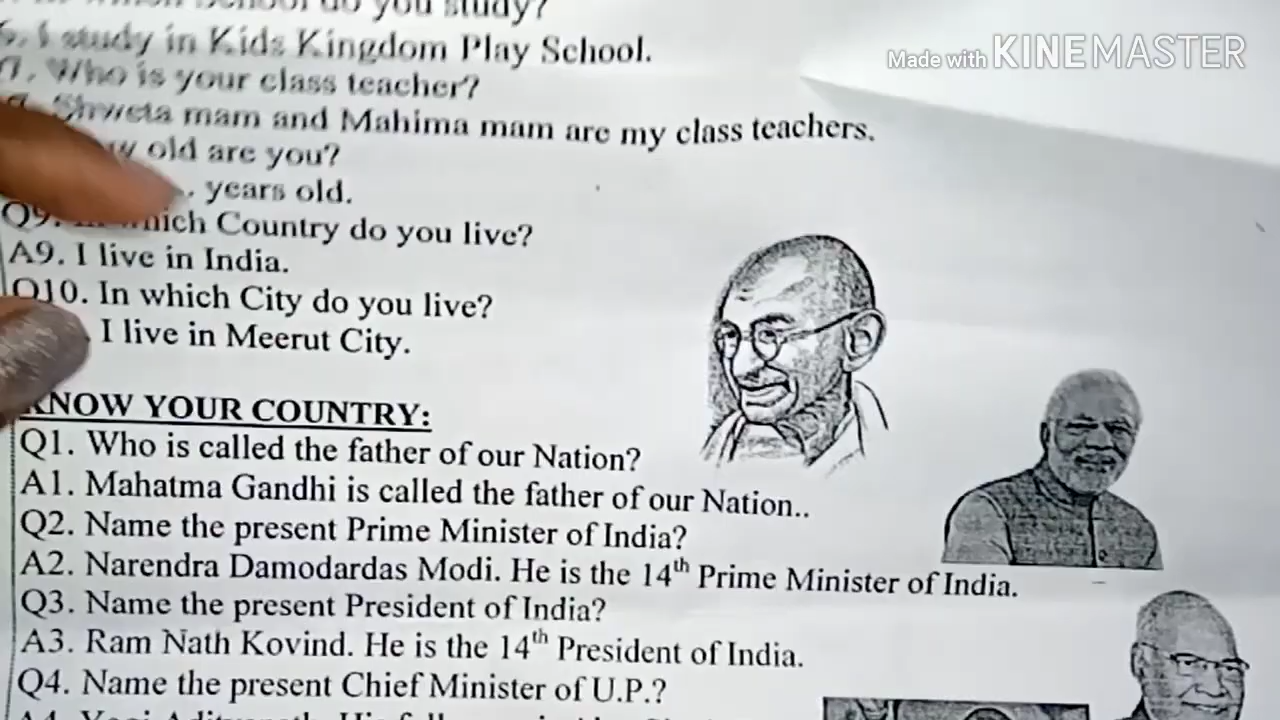 School do you study?
I study in Kids Kingdom Play School.
Made with KINEMASTER
Who is your class teacher?
Shweta mam and Mahima mam are my class teachers.
old are you?
years old.
Q9. which Country do you live?
A9. I live in India.
Q10. In which City do you live?
I live in Meerut City.
KNOW YOUR COUNTRY:
Q1. Who is called the father of our Nation?
A1. Mahatma Gandhi is called the father of our Nation..
Q2. Name the present Prime Minister of India?
A2. Narendra Damodardas Modi. He is the 14th Prime Minister of India.
Q3. Name the present President of India?
A3. Ram Nath Kovind. He is the 14th President of India.
Q4. Name the present Chief Minister of U.P.?